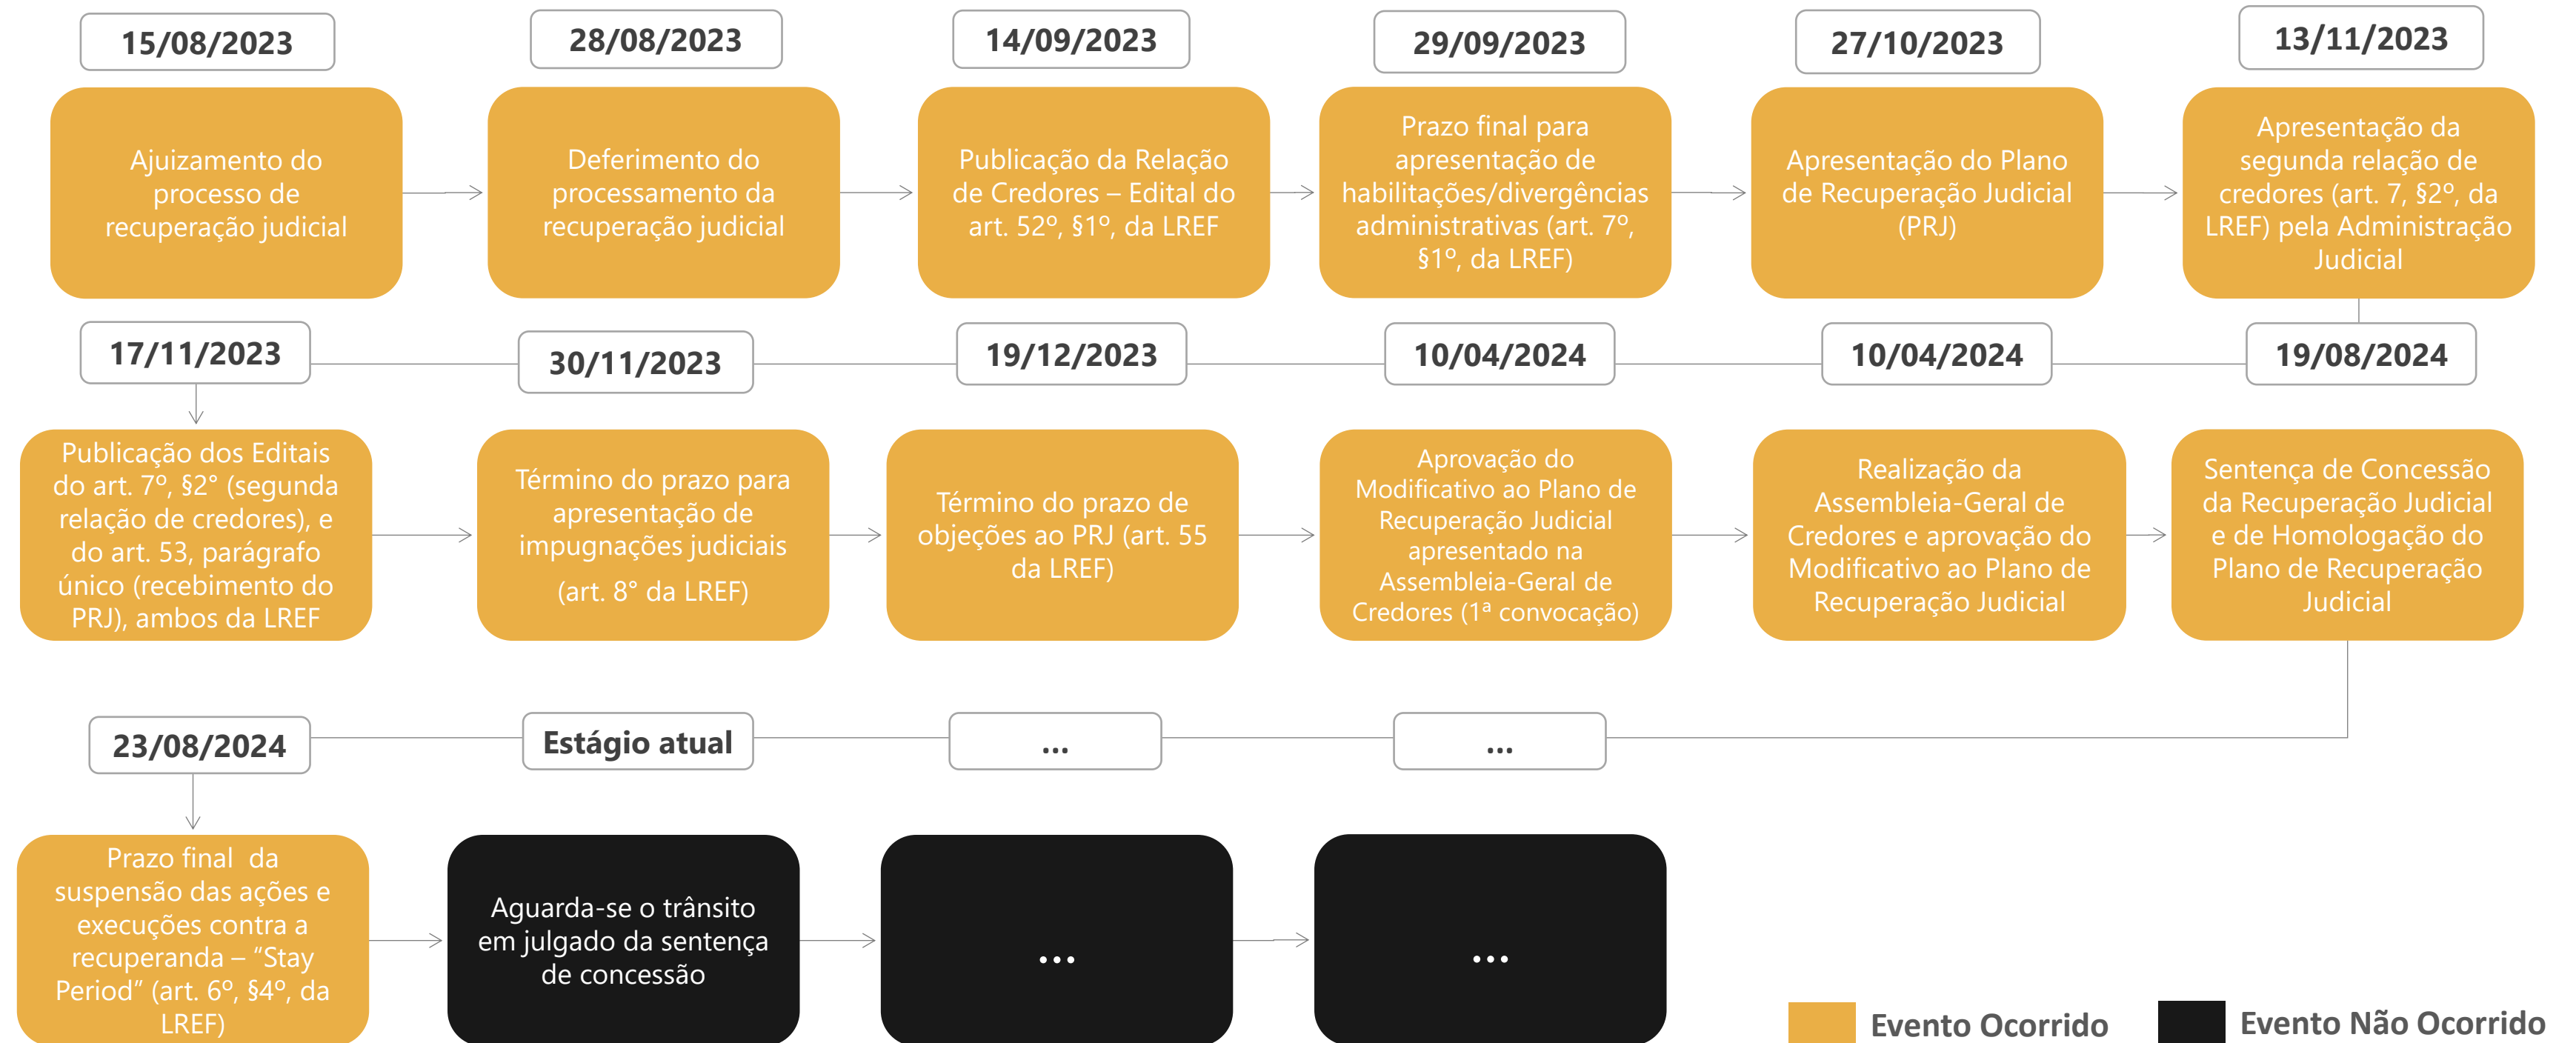 15/08/2023
Ajuizamento do
processo de
recuperação judicial
28/08/2023
Deferimento do
processamento da
recuperação judicial
14/09/2023
Publicação da Relação
de Credores – Edital do
art. 52º, §1º, da LREF
29/09/2023
Prazo final para
apresentação de
habilitações/divergências
administrativas (art. 7º,
§1º, da LREF)
27/10/2023
Apresentação do Plano
de Recuperação Judicial
(PRJ)
13/11/2023
Apresentação da
segunda relação de
credores (art. 7, §2º, da
LREF) pela Administração
Judicial
17/11/2023
Publicação dos Editais
do art. 7º, §2° (segunda
relação de credores), e
do art. 53, parágrafo
único (recebimento do
PRJ), ambos da LREF
30/11/2023
Término do prazo para
apresentação de
impugnações judiciais
(art. 8° da LREF)
19/12/2023
Término do prazo de
objeções ao PRJ (art. 55
da LREF)
10/04/2024
Aprovação do
Modificativo ao Plano de
Recuperação Judicial
apresentado na
Assembleia-Geral de
Credores (1ª convocação)
10/04/2024
Realização da
Assembleia-Geral de
Credores e aprovação do
Modificativo ao Plano de
Recuperação Judicial
19/08/2024
Sentença de Concessão
da Recuperação Judicial
e de Homologação do
Plano de Recuperação
Judicial
23/08/2024
Prazo final da
suspensão das ações e
execuções contra a
recuperanda – “Stay
Period” (art. 6º, §4º, da
LREF)
Estágio atual
Aguarda-se o trânsito
em julgado da sentença
de concessão
...
...
...
...
Evento Ocorrido
Evento Não Ocorrido